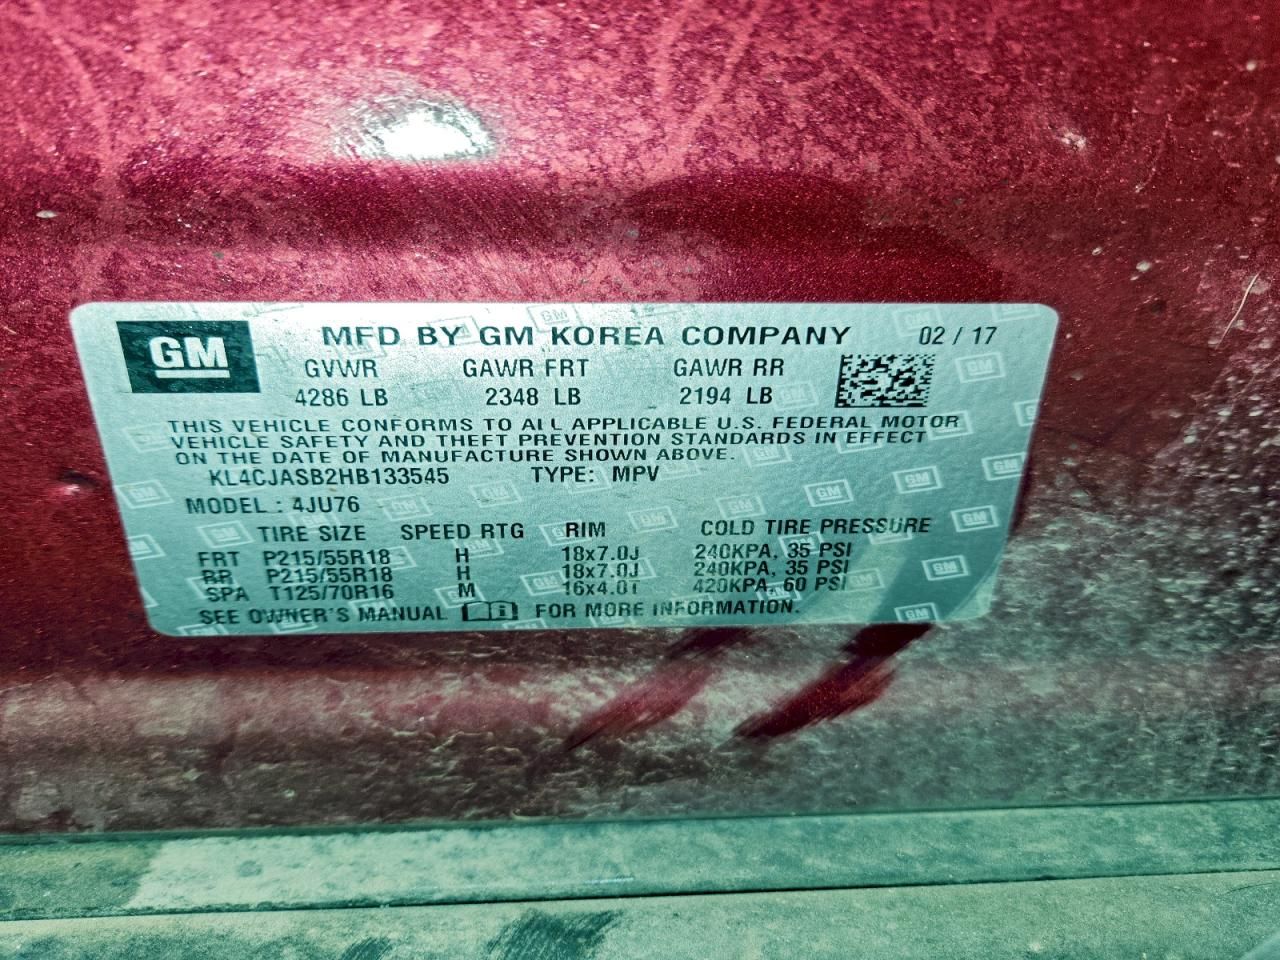 GM MFD BY GM KOREA COMPANY 02 / 17
GVWR GAWR FRT GAWR RR
4286 LB 2348 LB 2194 LB
THIS VEHICLE CONFORMS TO ALL APPLICABLE U.S. FEDERAL MOTOR
VEHICLE SAFETY AND THEFT PREVENTION STANDARDS IN EFFECT
ON THE DATE OF MANUFACTURE SHOWN ABOVE.
KL4CJASB2HB133545 TYPE: MPV
MODEL : 4JU76
TIRE SIZE SPEED RTG RIM COLD TIRE PRESSURE
FRT P215/55R18 H 18x7.0J 240KPA, 35 PSI
RR P215/55R18 H 18x7.0J 240KPA, 35 PSI
SPA T125/70R16 M 16x4.0T 420KPA, 60 PSI
SEE OWNER'S MANUAL FOR MORE INFORMATION.